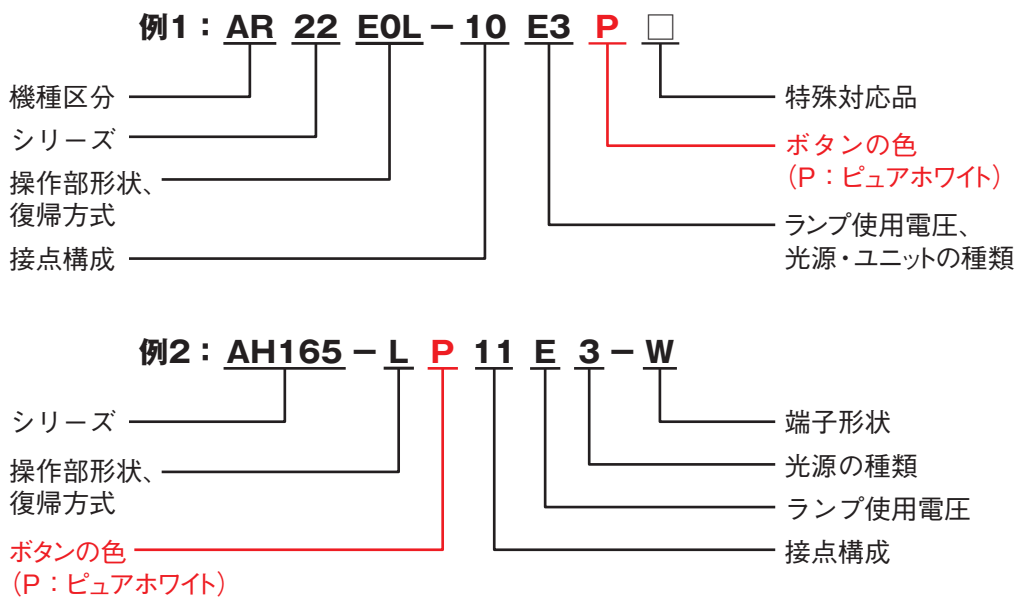 例1：AR 22 E0L－10 E3 P □
機種区分
シリーズ
操作部形状、
復帰方式
接点構成
特殊対応品
ボタンの色
（P：ピュアホワイト）
ランプ使用電圧、
光源・ユニットの種類
例2：AH165－L P 11 E 3－W
シリーズ
操作部形状、
復帰方式
ボタンの色
（P：ピュアホワイト）
端子形状
光源の種類
ランプ使用電圧
接点構成